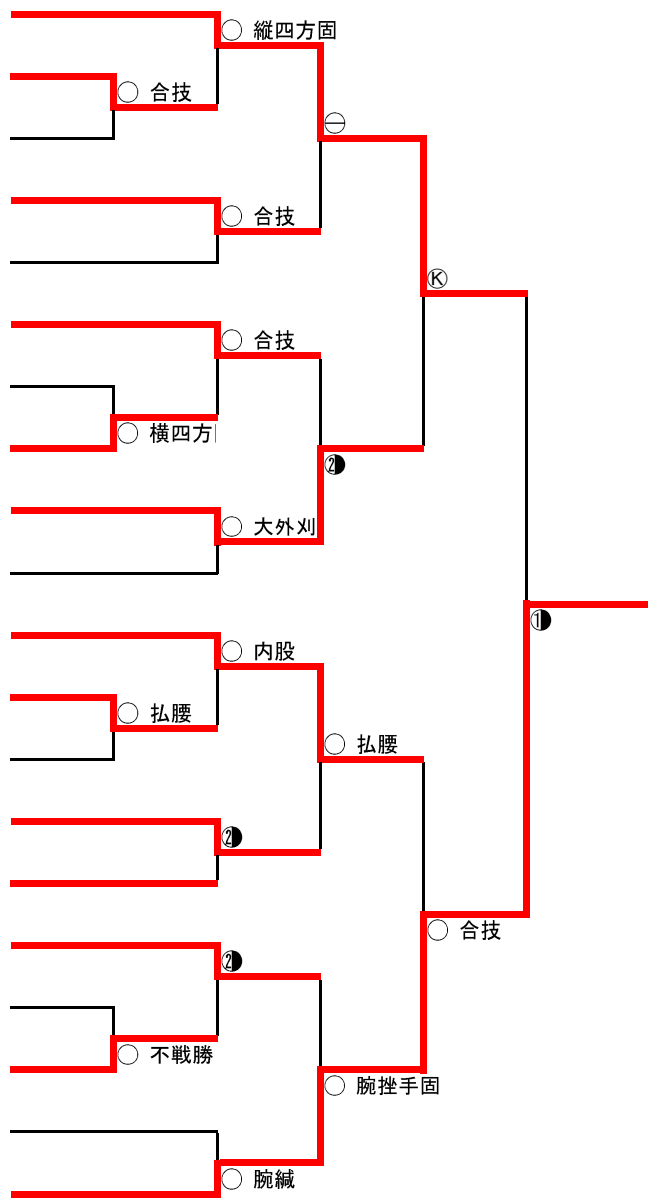 ○ 縦四方固
○ 合技
㊀
○ 合技
Ⓚ
○ 合技
○ 横四方
②
○ 大外刈
①
○ 内股
○ 払腰
○ 払腰
②
○ 合技
②
○ 不戦勝
○ 腕挫手固
○ 腕緘